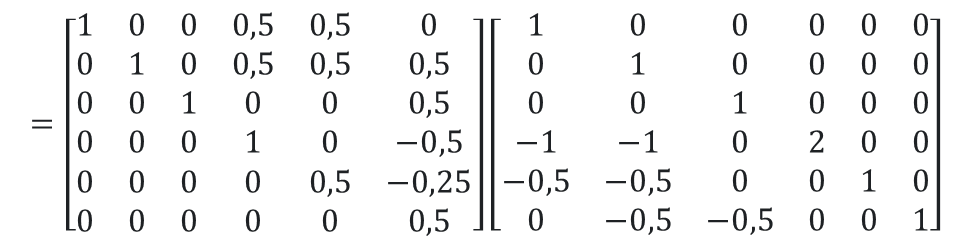 1 0 0 0,5 0,5 0 1 0 0 0 0 0
0 1 0 0,5 0,5 0,5 0 1 0 0 0 0
0 0 1 0 0 0,5 0 0 1 0 0 0
= 0 0 0 1 0 −0,5 −1 −1 0 2 0 0
0 0 0 0 0,5 −0,25 −0,5 −0,5 0 0 1 0
0 0 0 0 0 0,5 0 −0,5 −0,5 0 0 1